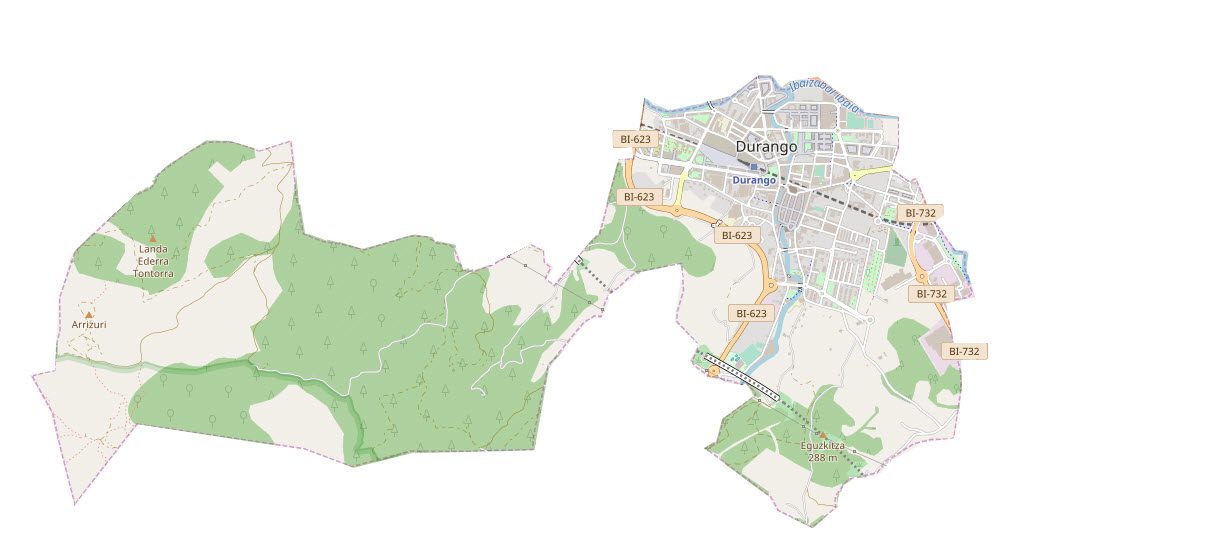 Ibaizabal ibaia
BI-623
Durango
Durango
BI-623
BI-732
BI-623
Landa
Ederra
Tontorra
BI-732
BI-623
Arrizuri
BI-732
Eguzkitza
288 m